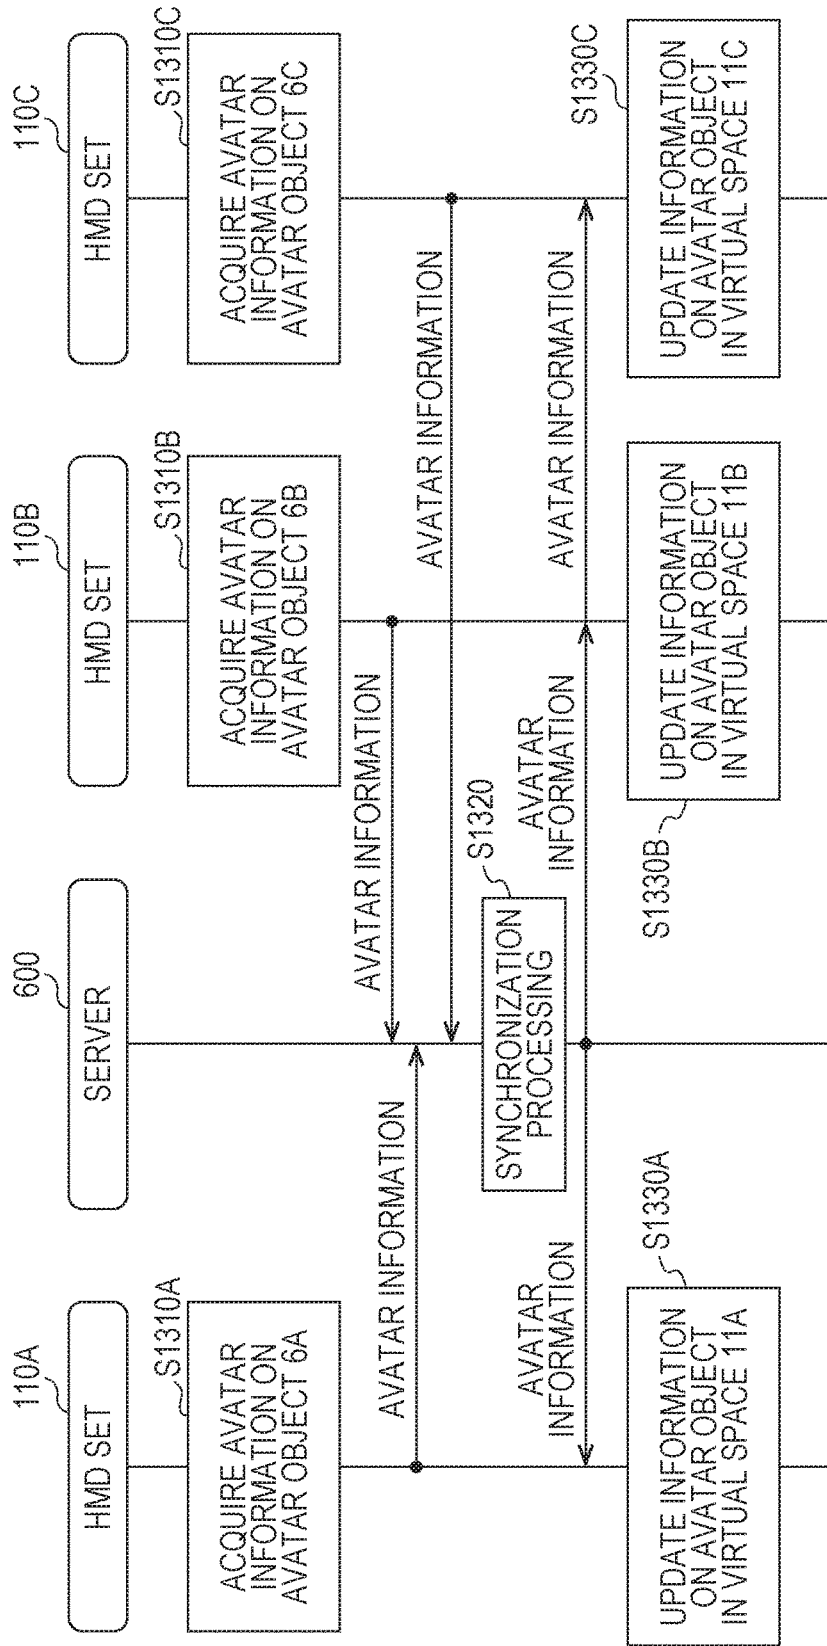 110A
HMD SET
600
SERVER
110B
HMD SET
110C
HMD SET
S1310A
ACQUIRE AVATAR
INFORMATION ON
AVATAR OBJECT 6A
S1310B
ACQUIRE AVATAR
INFORMATION ON
AVATAR OBJECT 6B
S1310C
ACQUIRE AVATAR
INFORMATION ON
AVATAR OBJECT 6C
AVATAR INFORMATION
AVATAR INFORMATION
AVATAR INFORMATION
S1320
SYNCHRONIZATION
PROCESSING
AVATAR
INFORMATION
AVATAR
INFORMATION
AVATAR INFORMATION
S1330A
UPDATE INFORMATION
ON AVATAR OBJECT
IN VIRTUAL SPACE 11A
S1330B
UPDATE INFORMATION
ON AVATAR OBJECT
IN VIRTUAL SPACE 11B
S1330C
UPDATE INFORMATION
ON AVATAR OBJECT
IN VIRTUAL SPACE 11C